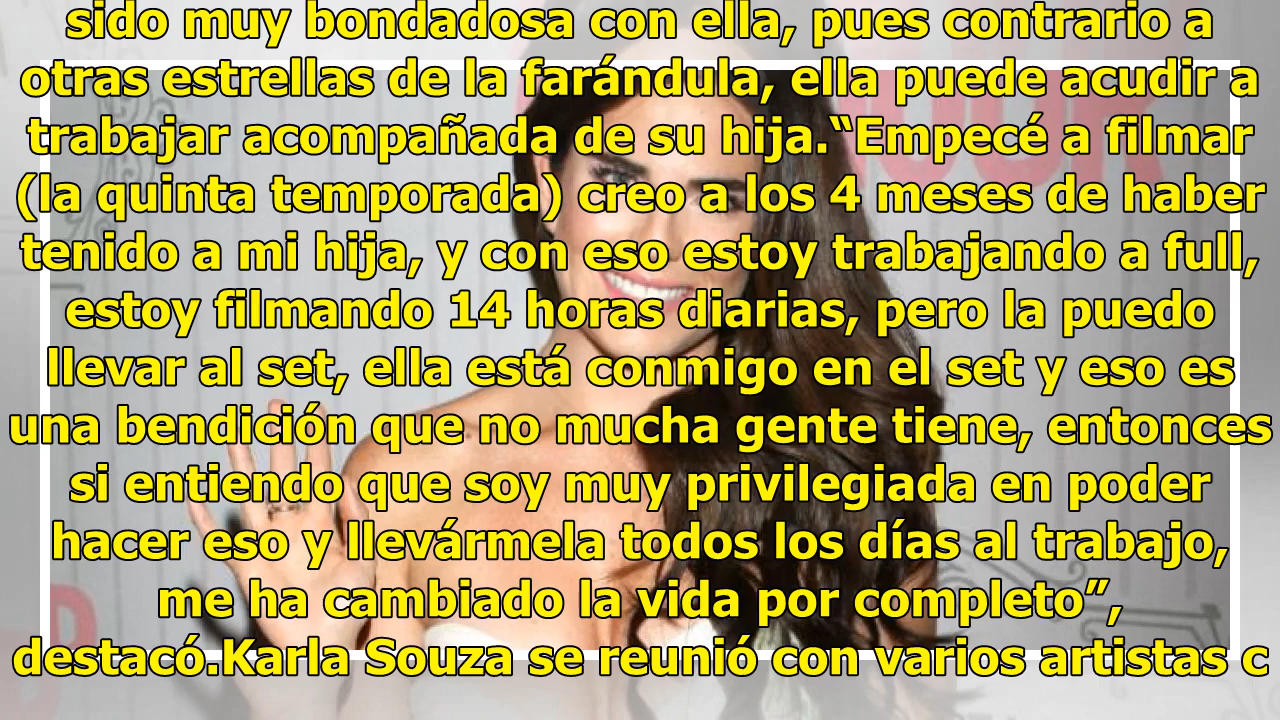 sido muy bondadosa con ella, pues contrario a
otras estrellas de la farándula, ella puede acudir a
trabajar acompañada de su hija.“Empecé a filmar
(la quinta temporada) creo a los 4 meses de haber
tenido a mi hija, y con eso estoy trabajando a full,
estoy filmando 14 horas diarias, pero la puedo
llevar al set, ella está conmigo en el set y eso es
una bendición que no mucha gente tiene, entonces
si entiendo que soy muy privilegiada en poder
hacer eso y llevármela todos los días al trabajo,
me ha cambiado la vida por completo”,
destacó.Karla Souza se reunió con varios artistas c